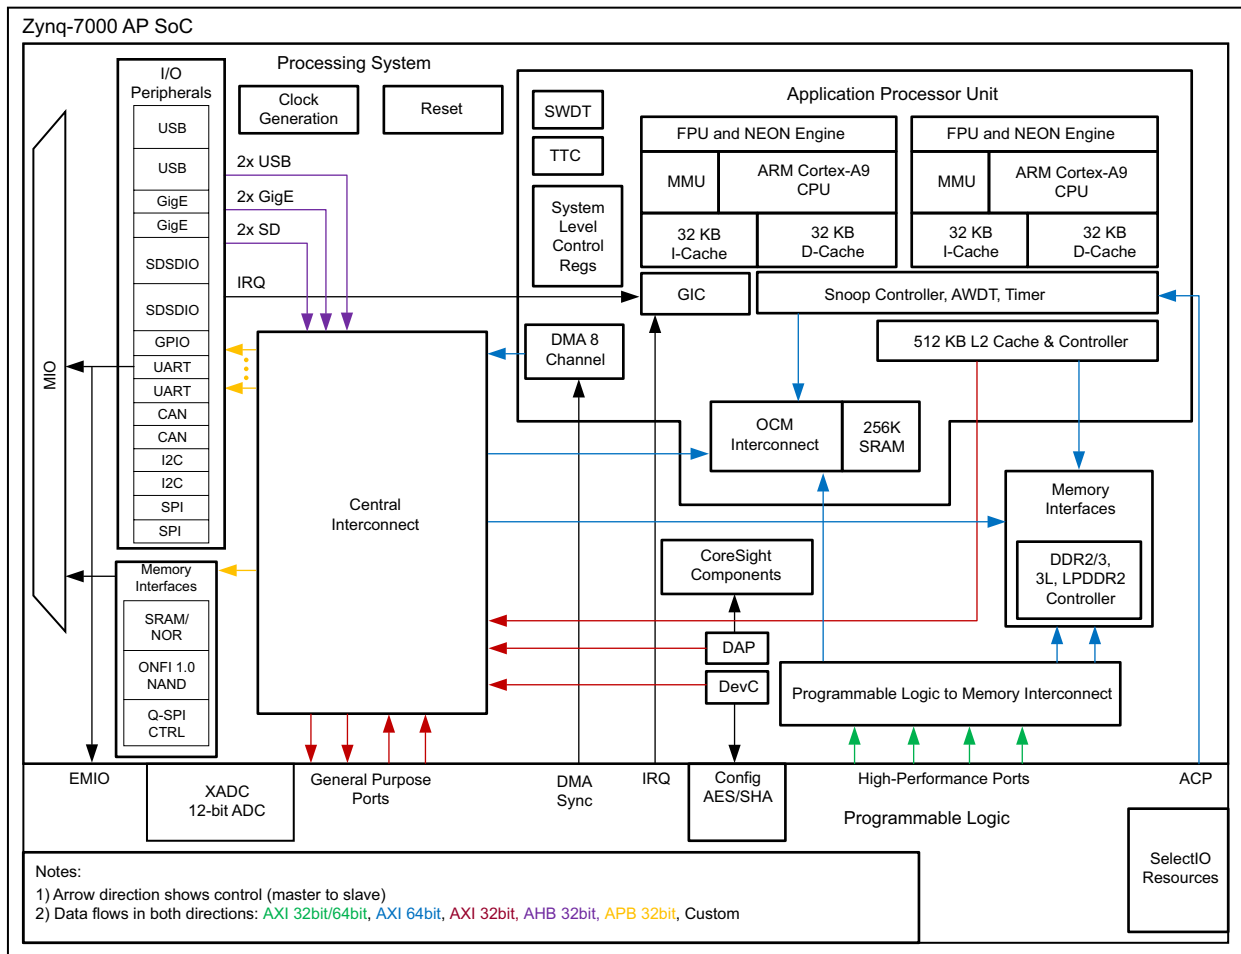 Zynq-7000 AP SoC
Processing System
I/O
Peripherals
USB
USB
GigE
GigE
SDSDIO
SDSDIO
GPIO
UART
UART
CAN
CAN
I2C
I2C
SPI
SPI
MIO
Clock
Generation
Reset
2x USB
2x GigE
2x SD
IRQ
Application Processor Unit
SWDT
TTC
System
Level
Control
Regs
FPU and NEON Engine
MMU
ARM Cortex-A9
CPU
32 KB
I-Cache
32 KB
D-Cache
FPU and NEON Engine
MMU
ARM Cortex-A9
CPU
32 KB
I-Cache
32 KB
D-Cache
GIC
Snoop Controller, AWDT, Timer
DMA 8
Channel
512 KB L2 Cache & Controller
OCM
Interconnect
256K
SRAM
Central
Interconnect
Memory
Interfaces
DDR2/3,
3L, LPDDR2
Controller
CoreSight
Components
DAP
DevC
Programmable Logic to Memory Interconnect
Memory
Interfaces
SRAM/
NOR
ONFI 1.0
NAND
Q-SPI
CTRL
EMIO
XADC
12-bit ADC
General Purpose
Ports
DMA
Sync
IRQ
Config
AES/SHA
High-Performance Ports
ACP
Programmable Logic
SelectIO
Resources
Notes:
1) Arrow direction shows control (master to slave)
2) Data flows in both directions: AXI 32bit/64bit, AXI 64bit, AXI 32bit, AHB 32bit, APB 32bit, Custom